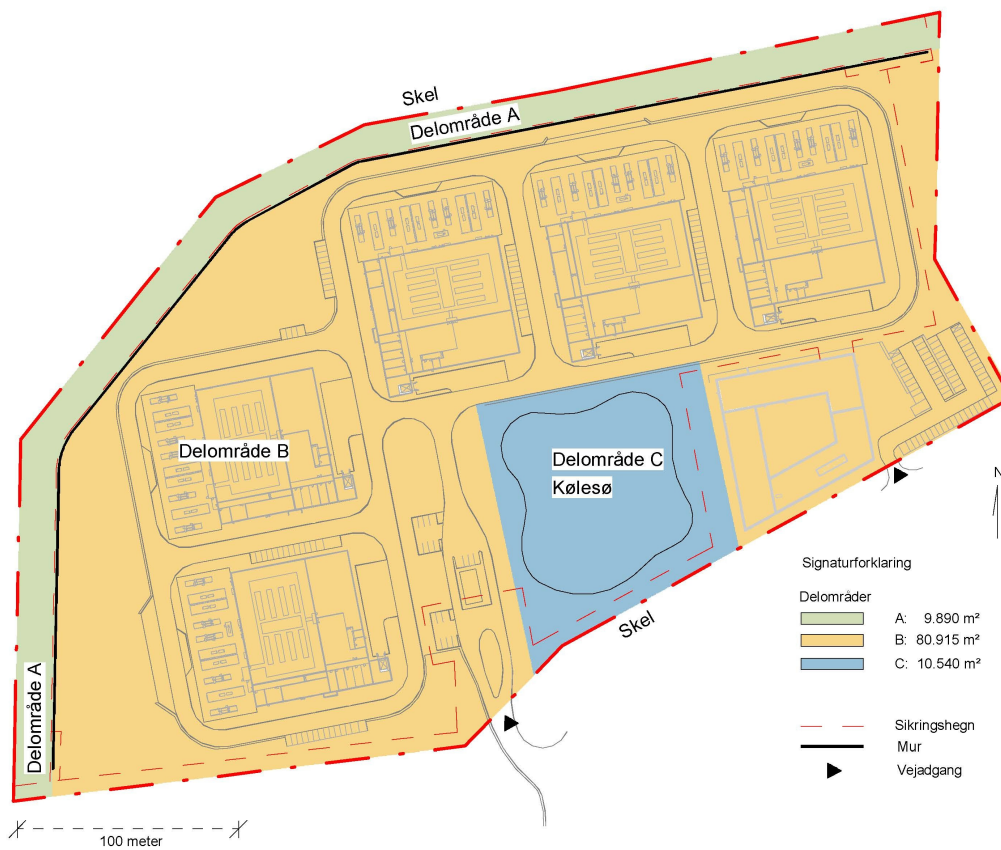 Skel
Delområde A
Delområde B
Delområde C
Kølesø
Skel
Delområde A
N
Signaturforklaring
Delområder
A: 9.890 m²
B: 80.915 m²
C: 10.540 m²
Sikringshegn
Mur
Vejadgang
100 meter